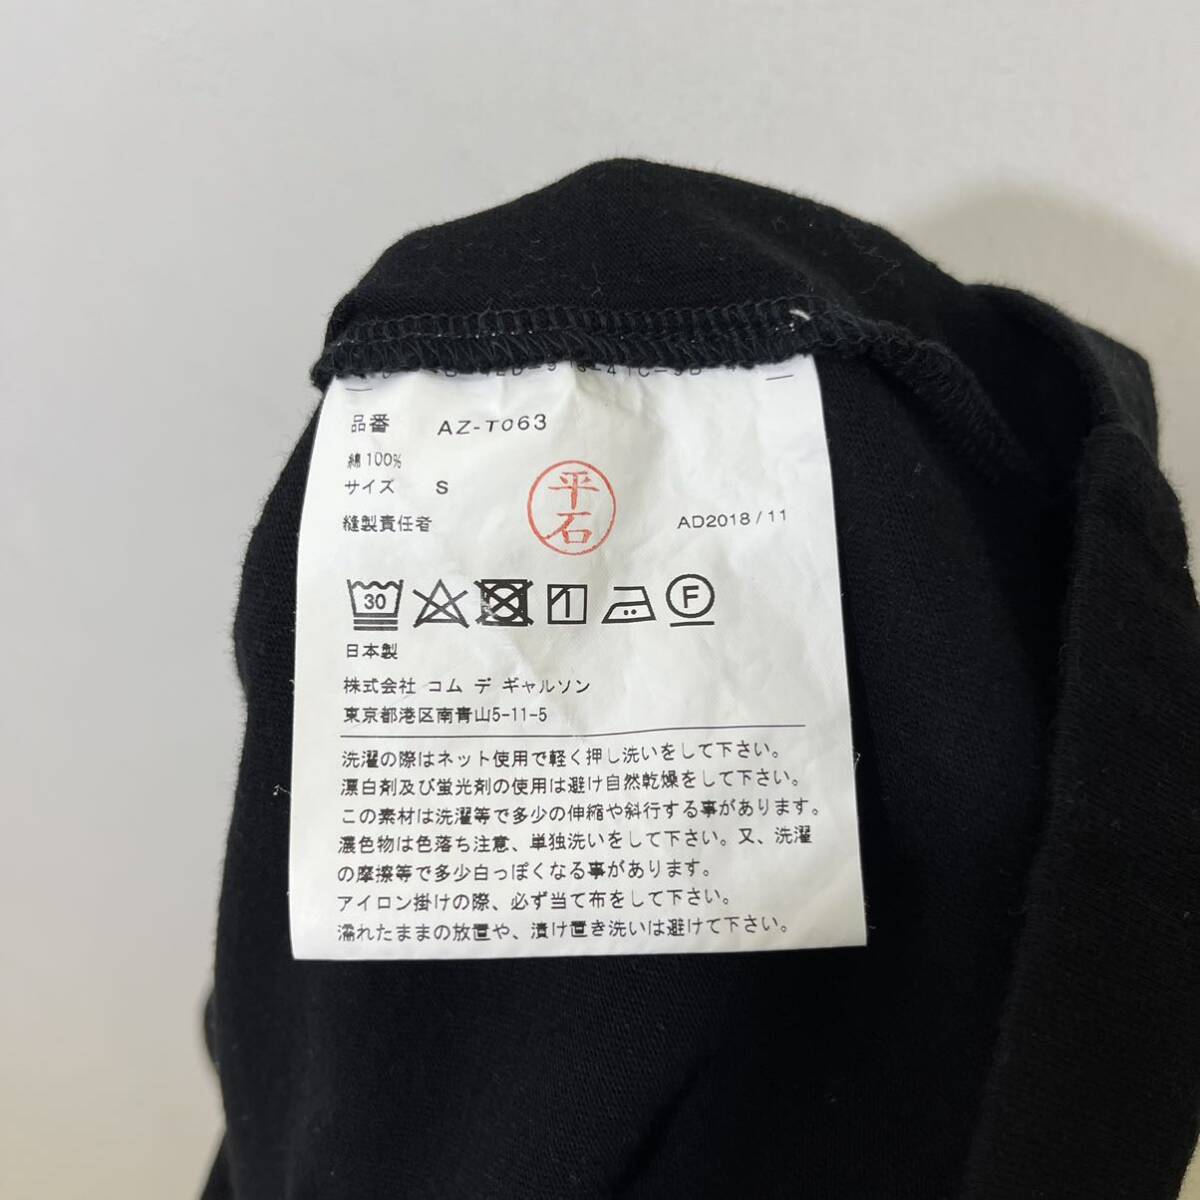 品番 AZ-T063
綿100%
サイズ S
縫製責任者 平石 AD2018/11
30 F
日本製
株式会社 コム デ ギャルソン
東京都港区南青山5-11-5
洗濯の際はネット使用で軽く押し洗いをして下さい。
漂白剤及び蛍光剤の使用は避け自然乾燥をして下さい。
この素材は洗濯等で多少の伸縮や斜行する事があります。
濃色物は色落ち注意、単独洗いをして下さい。又、洗濯
の摩擦等で多少白っぽくなる事があります。
アイロン掛けの際、必ず当て布をして下さい。
濡れたままの放置や、漬け置き洗いは避けて下さい。